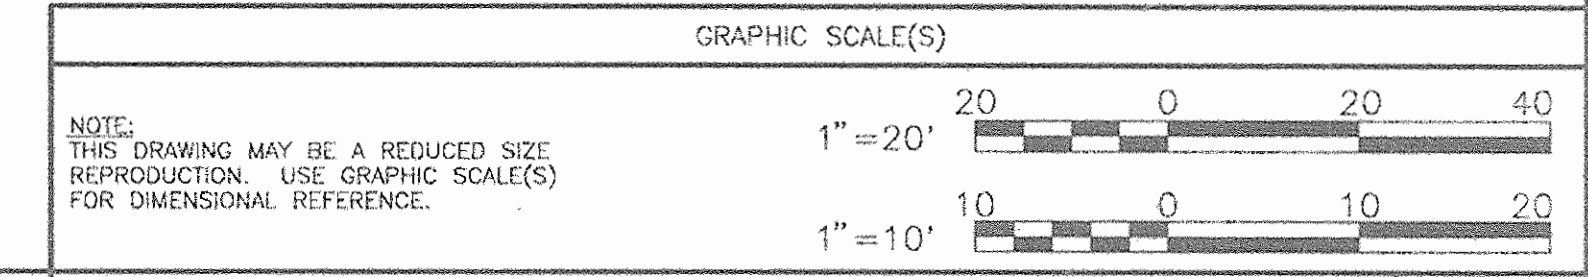 GRAPHIC SCALE(S)
NOTE:
THIS DRAWING MAY BE A REDUCED SIZE
REPRODUCTION. USE GRAPHIC SCALE(S)
FOR DIMENSIONAL REFERENCE.
20 0 20 40
1"=20'
10 0 10 20
1"=10'